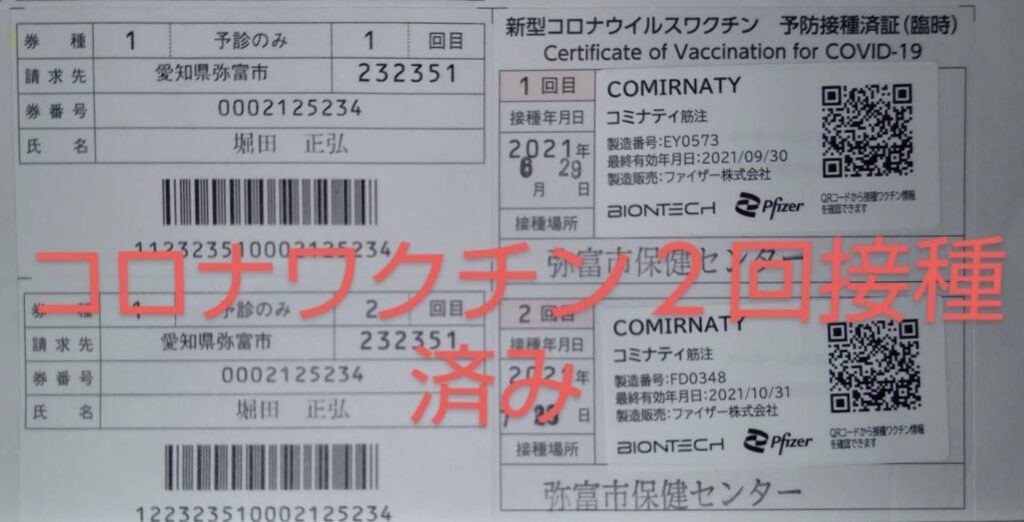 券 種 1 予診のみ 1 回目
請求先 愛知県弥富市 232351
券番号 0002125234
氏 名 堀田 正弘
1123235100002125234
券 種 1 予診のみ 2 回目
請求先 愛知県弥富市 232351
券番号 0002125234
氏 名 堀田 正弘
1223235100002125234
新型コロナウイルスワクチン 予防接種済証(臨時)
Certificate of Vaccination for COVID-19
1 回目
接種年月日
2021年
6 29
月 日
接種場所
COMIRNATY
コミナティ筋注
製造番号:EY0573
最終有効年月日:2021/09/30
製造販売:ファイザー株式会社
BIONTECH Pfizer
QRコードから接種ワクチン情報
を確認できます
弥富市保健センター
2 回目
接種年月日
2021年
日
接種場所
COMIRNATY
コミナティ筋注
製造番号:FD0348
最終有効年月日:2021/10/31
製造販売:ファイザー株式会社
BIONTECH Pfizer
QRコードから接種ワクチン情報
を確認できます
弥富市保健センター
コロナワクチン2回接種
済み